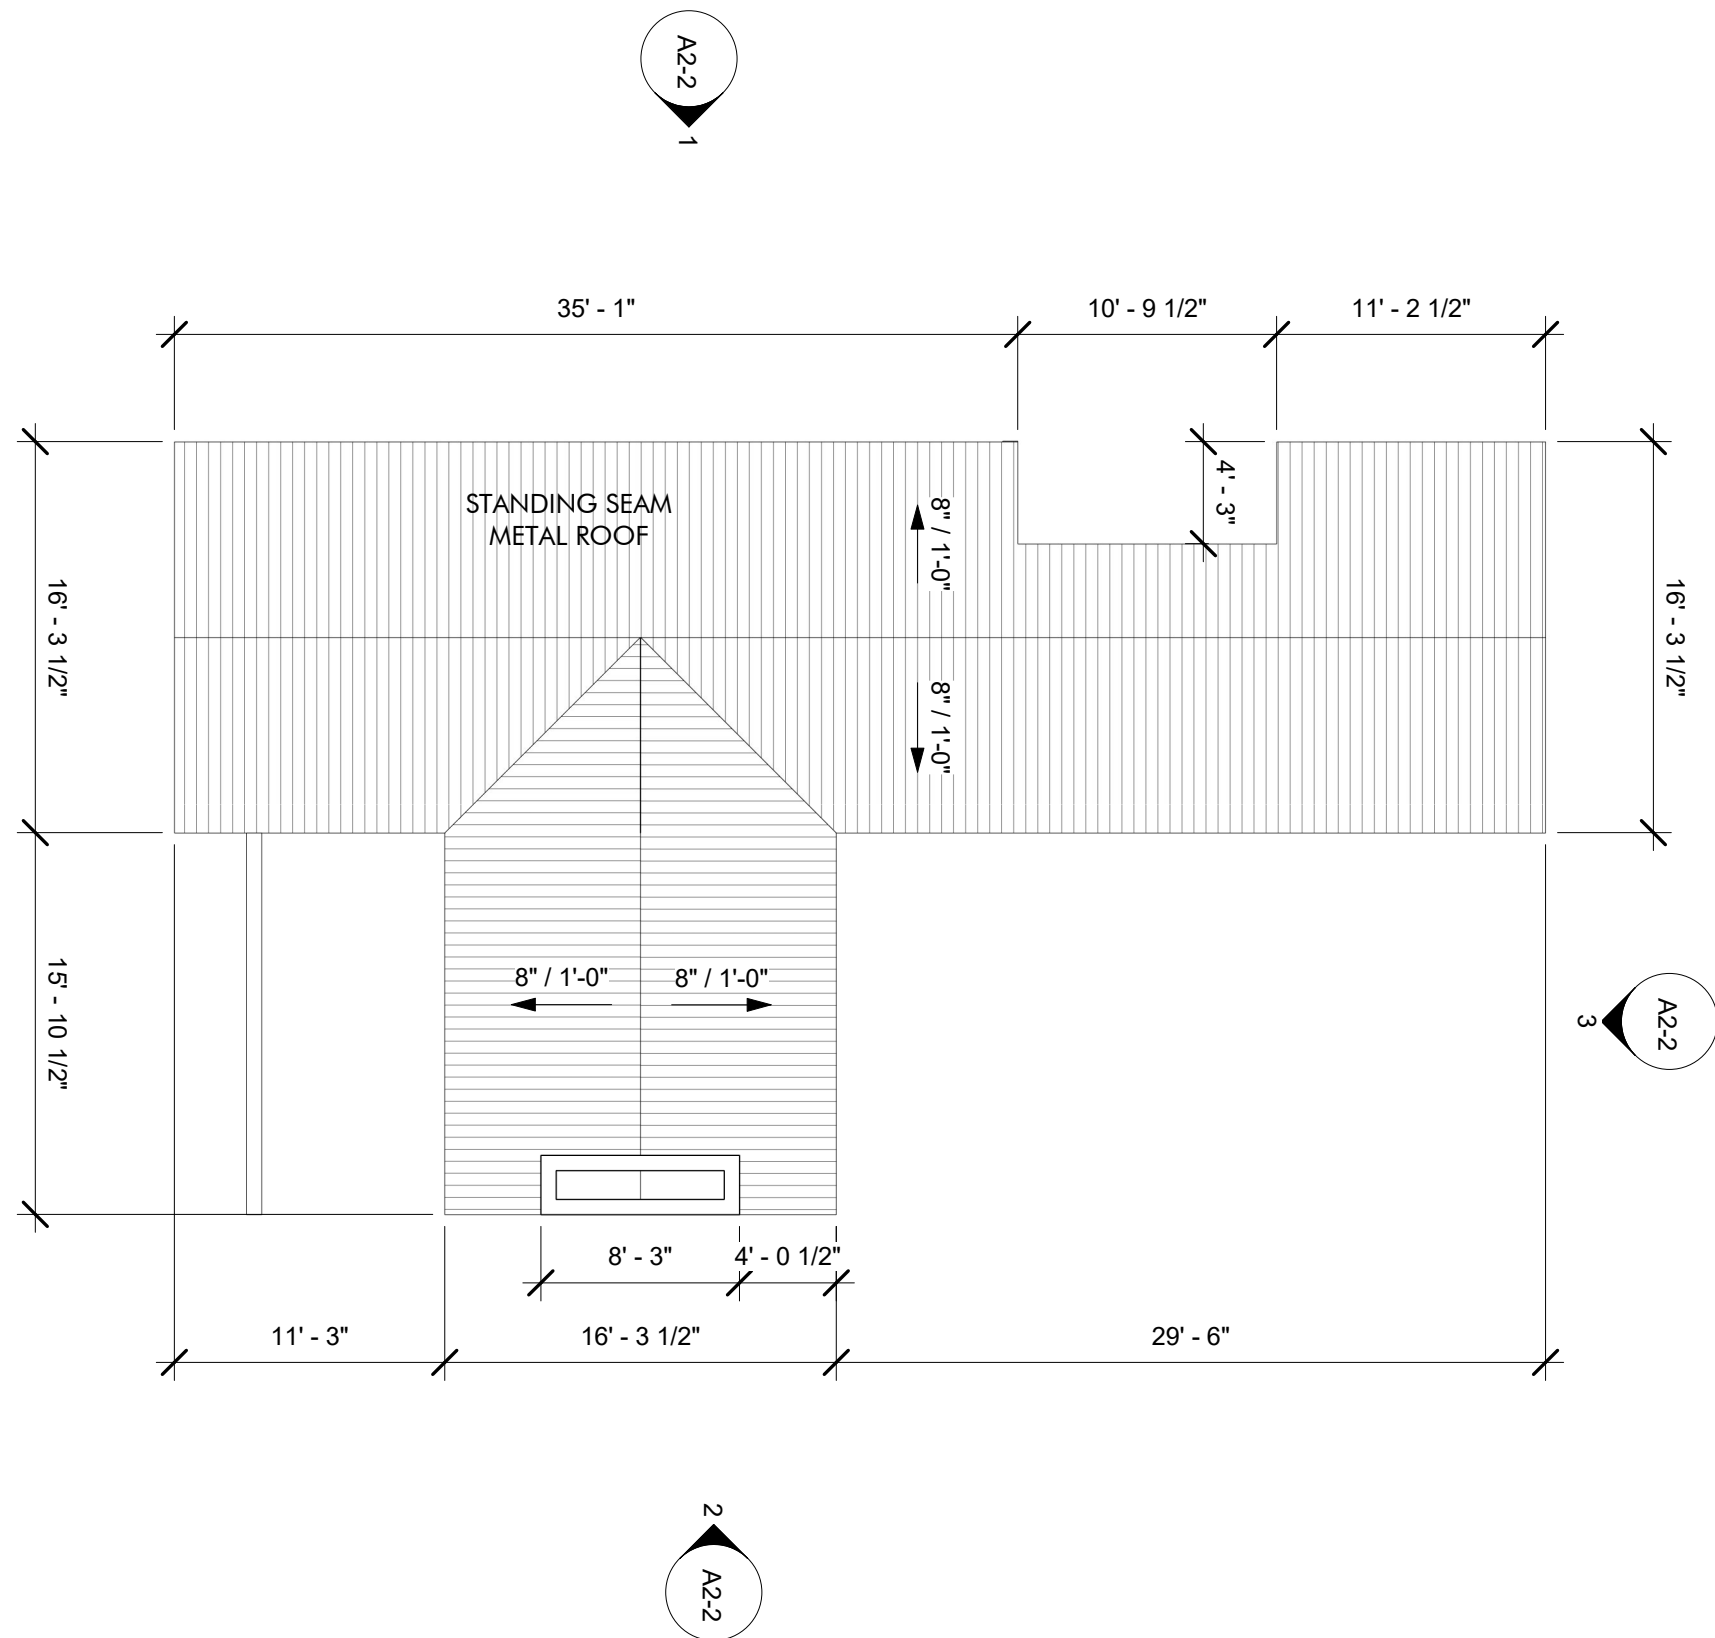 A2-2
1
35' - 1"
10' - 9 1/2"
11' - 2 1/2"
4' - 3"
STANDING SEAM
METAL ROOF
8" / 1'-0"
16' - 3 1/2"
16' - 3 1/2"
8" / 1'-0"
15' - 10 1/2"
8" / 1'-0"
8" / 1'-0"
3
A2-2
8' - 3"
4' - 0 1/2"
11' - 3"
16' - 3 1/2"
29' - 6"
2
A2-2